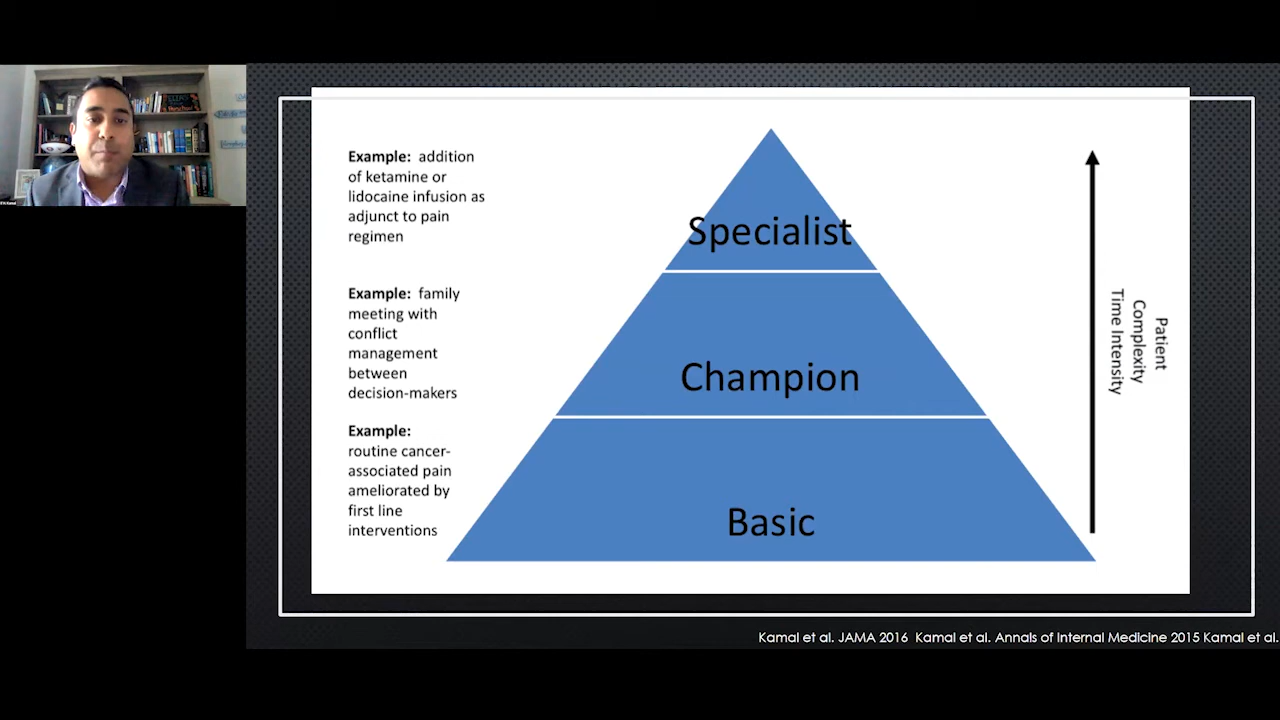 Example: addition
of ketamine or
lidocaine infusion as
adjunct to pain
regimen
Example: family
meeting with
conflict
management
between
decision-makers
Example:
routine cancer-
associated pain
ameliorated by
first line
interventions
Specialist
Champion
Basic
Patient
Complexity
Time Intensity
Kamal et al. JAMA 2016 Kamal et al. Annals of Internal Medicine 2015 Kamal et al.